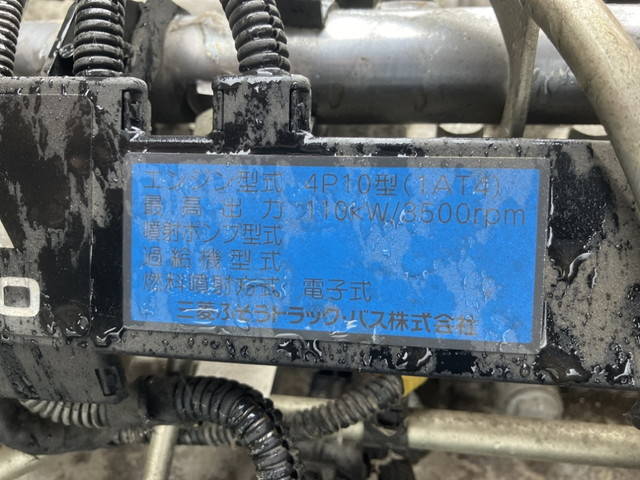 エンジン型式 4P10型(1AT4)
最高出力 110kW/3500rpm
噴射ポンプ型式
過給機型式
燃料噴射方式 電子式
三菱ふそうトラック・バス株式会社
O